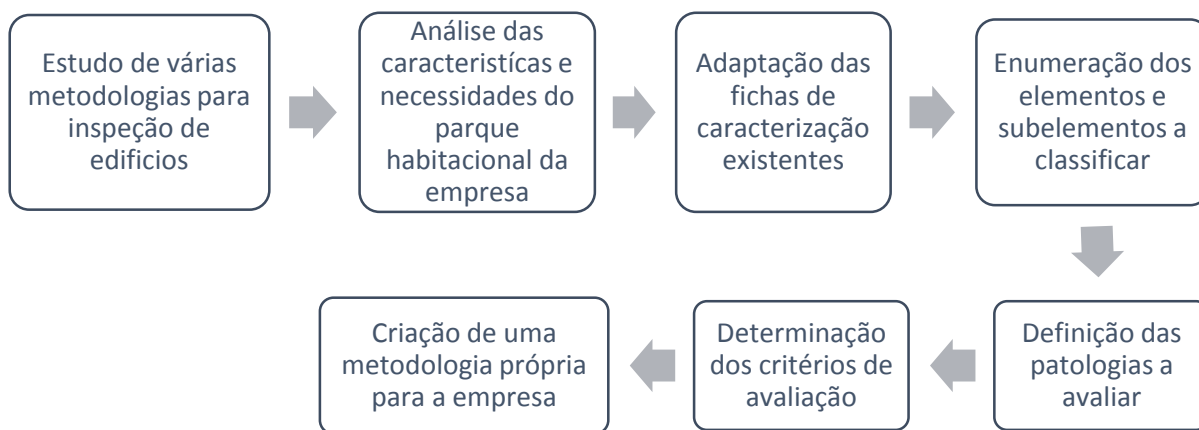 Estudo de várias
metodologias para
inspeção de
edificios
Análise das
caracteristícas e
necessidades do
parque
habitacional da
empresa
Adaptação das
fichas de
caracterização
existentes
Enumeração dos
elementos e
subelementos a
classificar
Definição das
patologias a
avaliar
Determinação
dos critérios de
avaliação
Criação de uma
metodologia própria
para a empresa